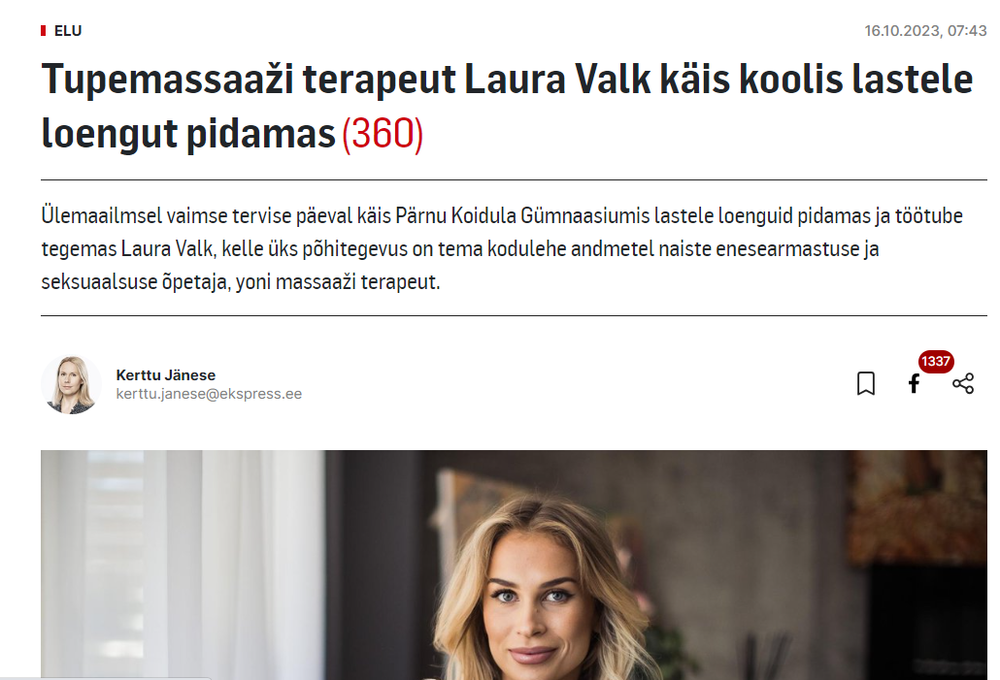 ELU
16.10.2023, 07:43
Tupemassaaži terapeut Laura Valk käis koolis lastele
loengut pidamas (360)
Ülemaailmsel vaimse tervise päeval käis Pärnu Koidula Gümnaasiumis lastele loenguid pidamas ja töötube
tegemas Laura Valk, kelle üks põhitegevus on tema kodulehe andmetel naiste enesearmastuse ja
seksuaalsuse õpetaja, yoni massaaži terapeut.
Kerttu Jänese
kerttu.janese@ekspress.ee
1337